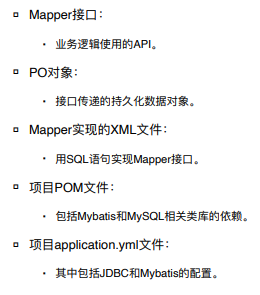 Mapper接口：
业务逻辑使用的API。
PO对象：
接口传递的持久化数据对象。
Mapper实现的XML文件：
用SQL语句实现Mapper接口。
项目POM文件：
包括Mybatis和MySQL相关类库的依赖。
项目application.yml文件：
其中包括JDBC和Mybatis的配置。